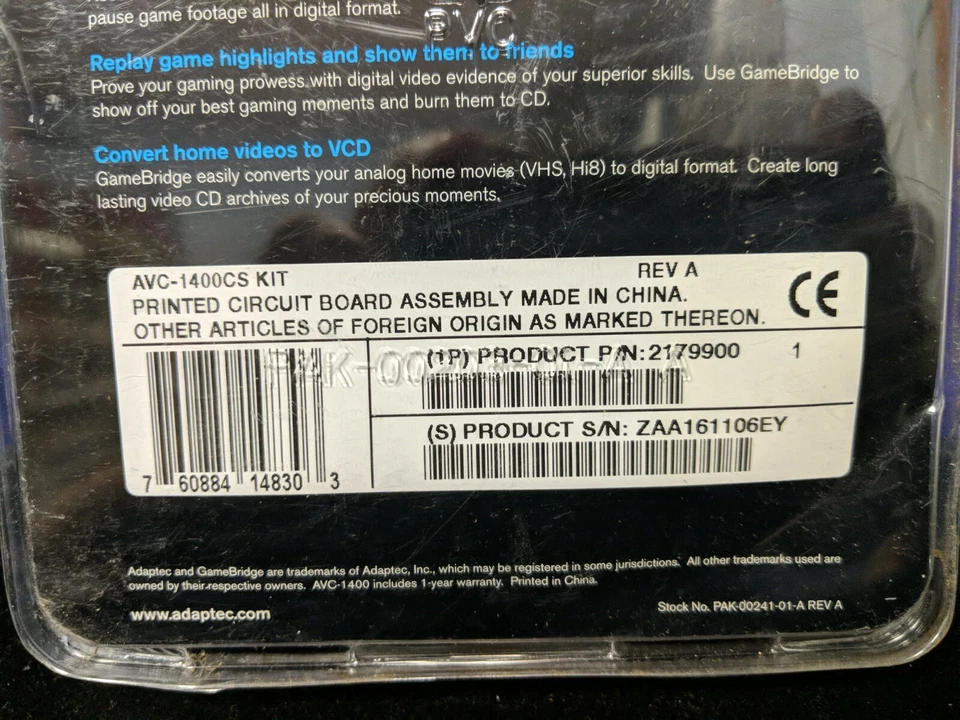 pause game footage all in digital format.
PVC
Replay game highlights and show them to friends
Prove your gaming prowess with digital video evidence of your superior skills. Use GameBridge to
show off your best gaming moments and burn them to CD.
Convert home videos to VCD
GameBridge easily converts your analog home movies (VHS, Hi8) to digital format. Create long
lasting video CD archives of your precious moments.
AVC-1400CS KIT REV A
PRINTED CIRCUIT BOARD ASSEMBLY MADE IN CHINA.
OTHER ARTICLES OF FOREIGN ORIGIN AS MARKED THEREON.
CE
(1P) PRODUCT P/N:2179900 1
(S) PRODUCT S/N: ZAA161106EY
7 60884 14830 3
Adaptec and GameBridge are trademarks of Adaptec, Inc., which may be registered in some jurisdictions. All other trademarks used are
owned by their respective owners. AVC-1400 includes 1-year warranty. Printed in China.
www.adaptec.com
Stock No. PAK-00241-01-A REV A